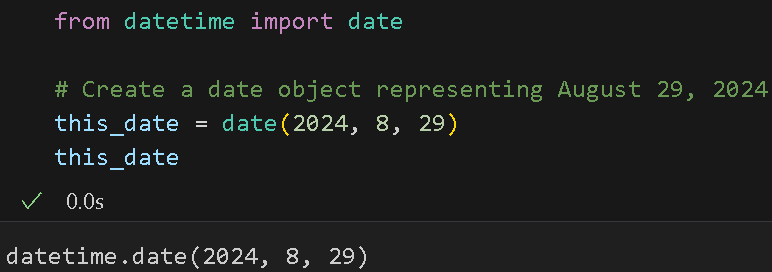 from datetime import date
# Create a date object representing August 29, 2024
this_date = date(2024, 8, 29)
this_date
0.0s
datetime.date(2024, 8, 29)